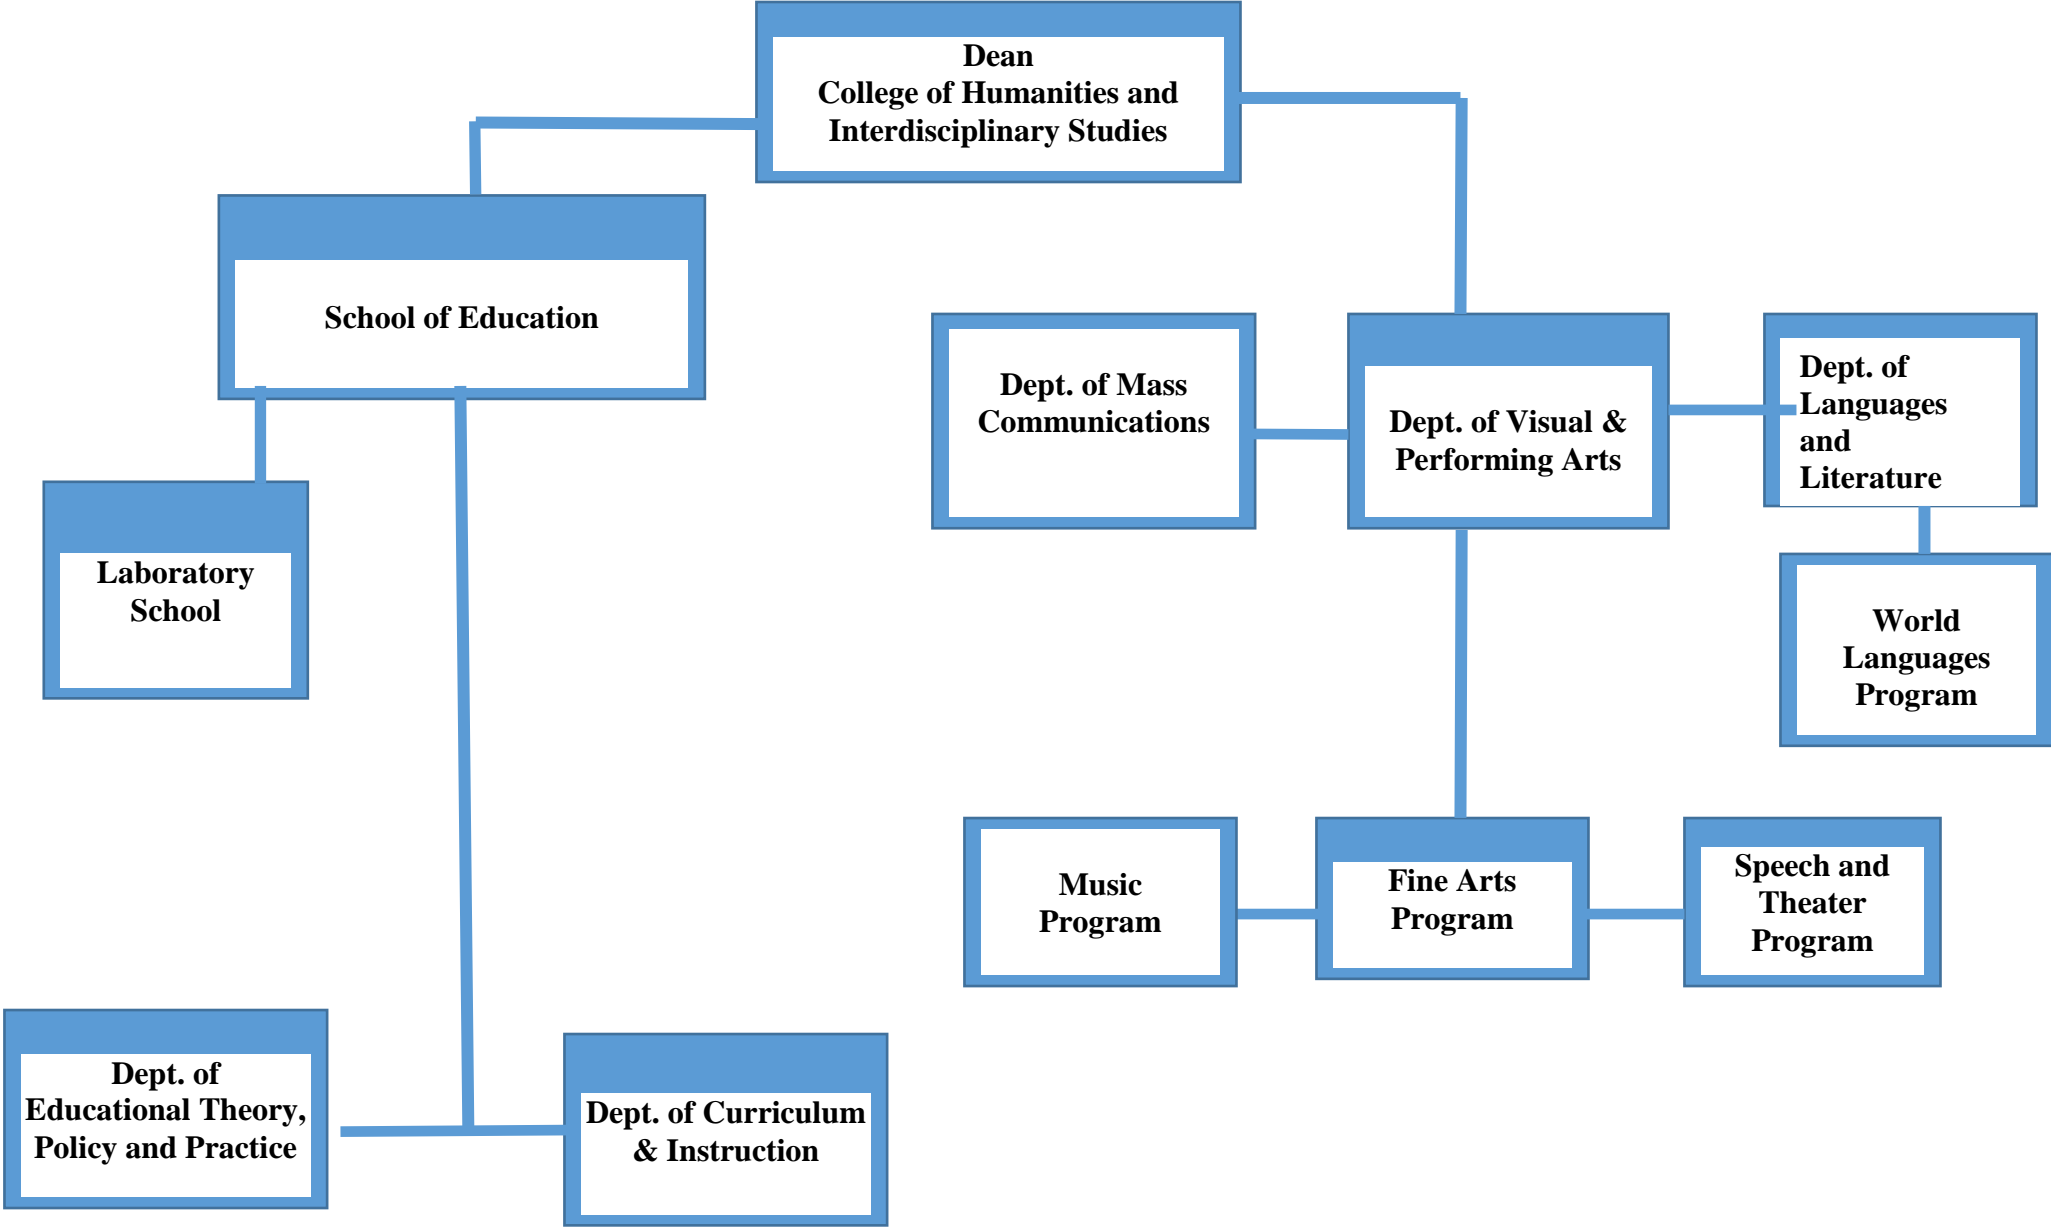 Dean
College of Humanities and
Interdisciplinary Studies
School of Education
Dept. of Mass
Communications
Dept. of Visual &
Performing Arts
Dept. of
Languages
and
Literature
Laboratory
School
World
Languages
Program
Music
Program
Fine Arts
Program
Speech and
Theater
Program
Dept. of
Educational Theory,
Policy and Practice
Dept. of Curriculum
& Instruction